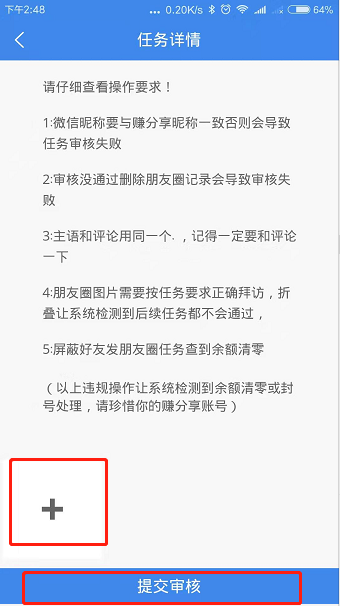 下午2:48
0.20K/s
64%
任务详情
请仔细查看操作要求！
1:微信昵称要与赚分享昵称一致否则会导致
任务审核失败
2:审核没通过删除朋友圈记录会导致审核失
败
3:主语和评论用同一个. ，记得一定要和评论
一下
4:朋友圈图片需要按任务要求正确拜访，折
叠让系统检测到后续任务都不会通过，
5:屏蔽好友发朋友圈任务查到余额清零
（以上违规操作让系统检测到余额清零或封
号处理，请珍惜你的赚分享账号）
提交审核